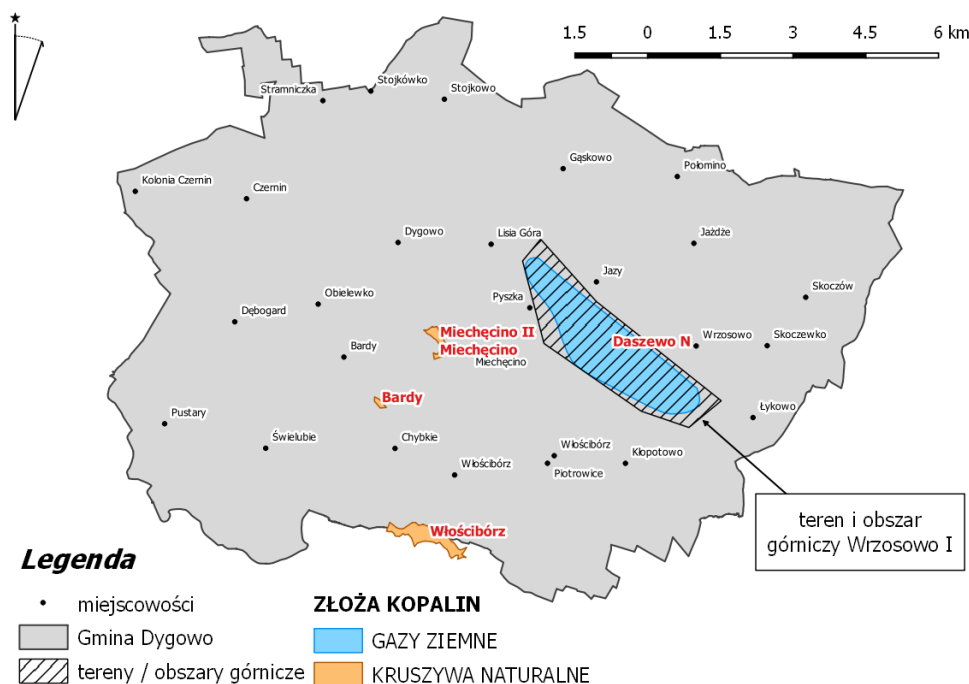 1.5 0 1.5 3 4.5 6 km
Stojkówko
Stramniczka
Stojkowo
Gąskowo
Połomino
Kolonia Czernin
Czernin
Dygowo
Lisia Góra
Jażdże
Jazy
Skoczów
Pyszka
Obielewko
Dębogard
Miechęcino II
Daszewo N
Wrzosowo
Skoczewko
Miechęcino
Bardy
Miechęcino
Bardy
Pustary
Łykowo
Świelubie
Chybkie
Włościbórz
Kłopotowo
Włościbórz
Piotrowice
teren i obszar
górniczy Wrzosowo I
Włościbórz
Legenda
miejscowości
Gmina Dygowo
tereny / obszary górnicze
ZŁOŻA KOPALIN
GAZY ZIEMNE
KRUSZYWA NATURALNE